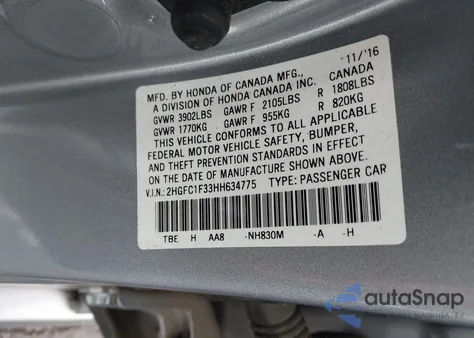 MFD. BY HONDA OF CANADA MFG., 11/16
A DIVISION OF HONDA CANADA INC. CANADA
GVWR 3902LBS GAWR F 2105LBS R 1808LBS
GVWR 1770KG GAWR F 955KG R 820KG
THIS VEHICLE CONFORMS TO ALL APPLICABLE
FEDERAL MOTOR VEHICLE SAFETY, BUMPER,
AND THEFT PREVENTION STANDARDS IN EFFECT
ON THE DATE OF MANUFACTURE SHOWN ABOVE.
V.I.N.: 2HGFC1F33HH634775 TYPE: PASSENGER CAR
TBE H AA8 -NH830M -A -H
autoSnap